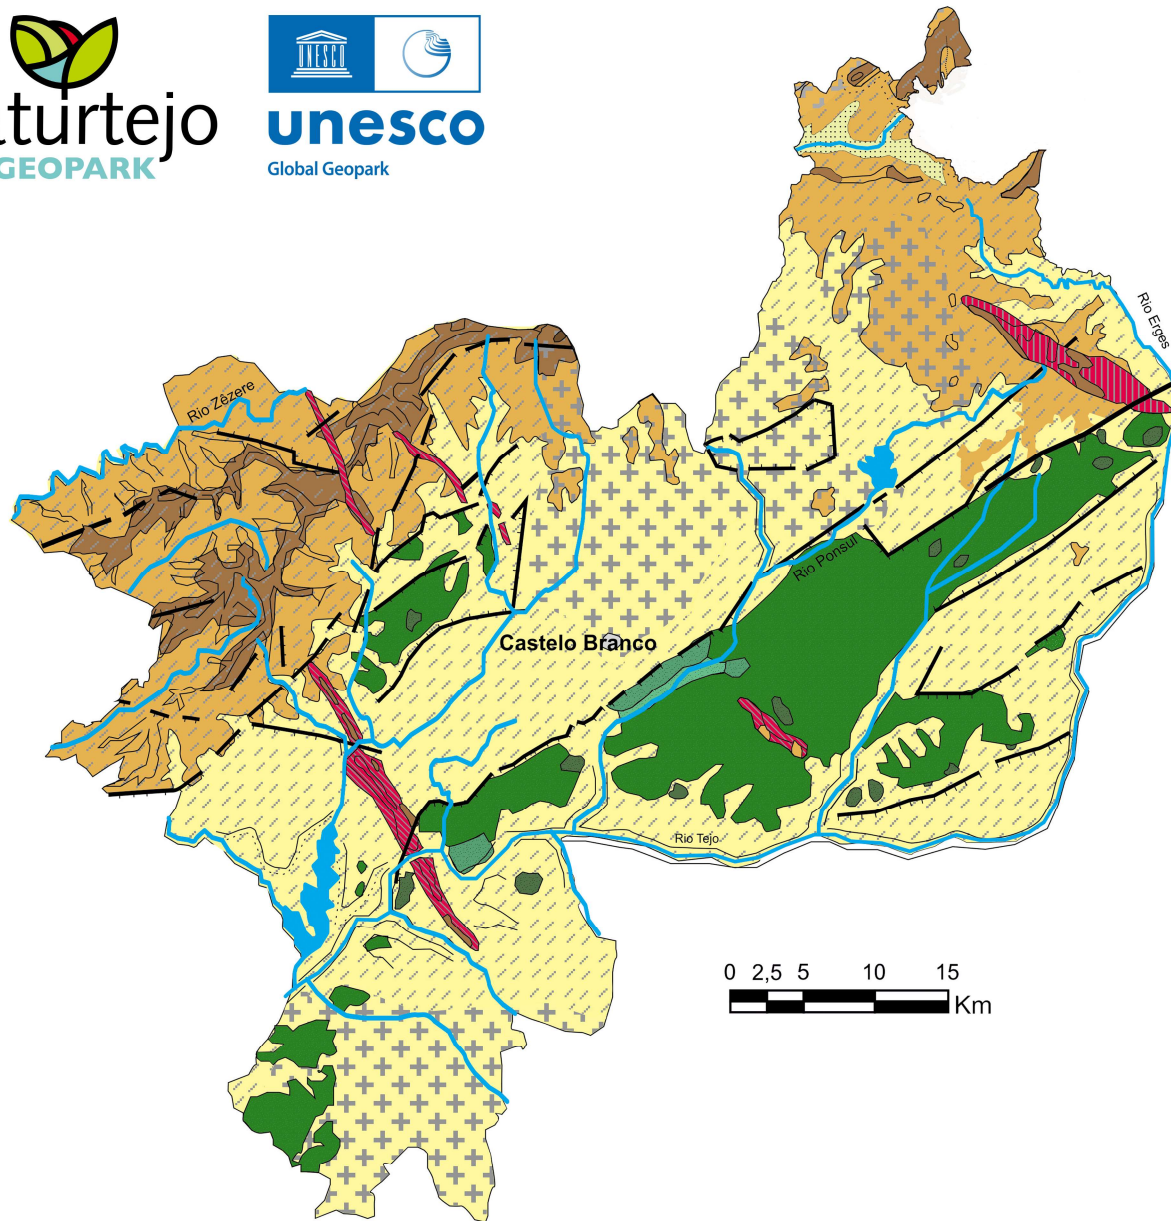 turtejo
GEOPARK
UNESCO
unesco
Global Geopark
Rio Erges
Rio Zêzere
Rio Ponsul
Castelo Branco
Rio Tejo
0 2,5 5 10 15
Km